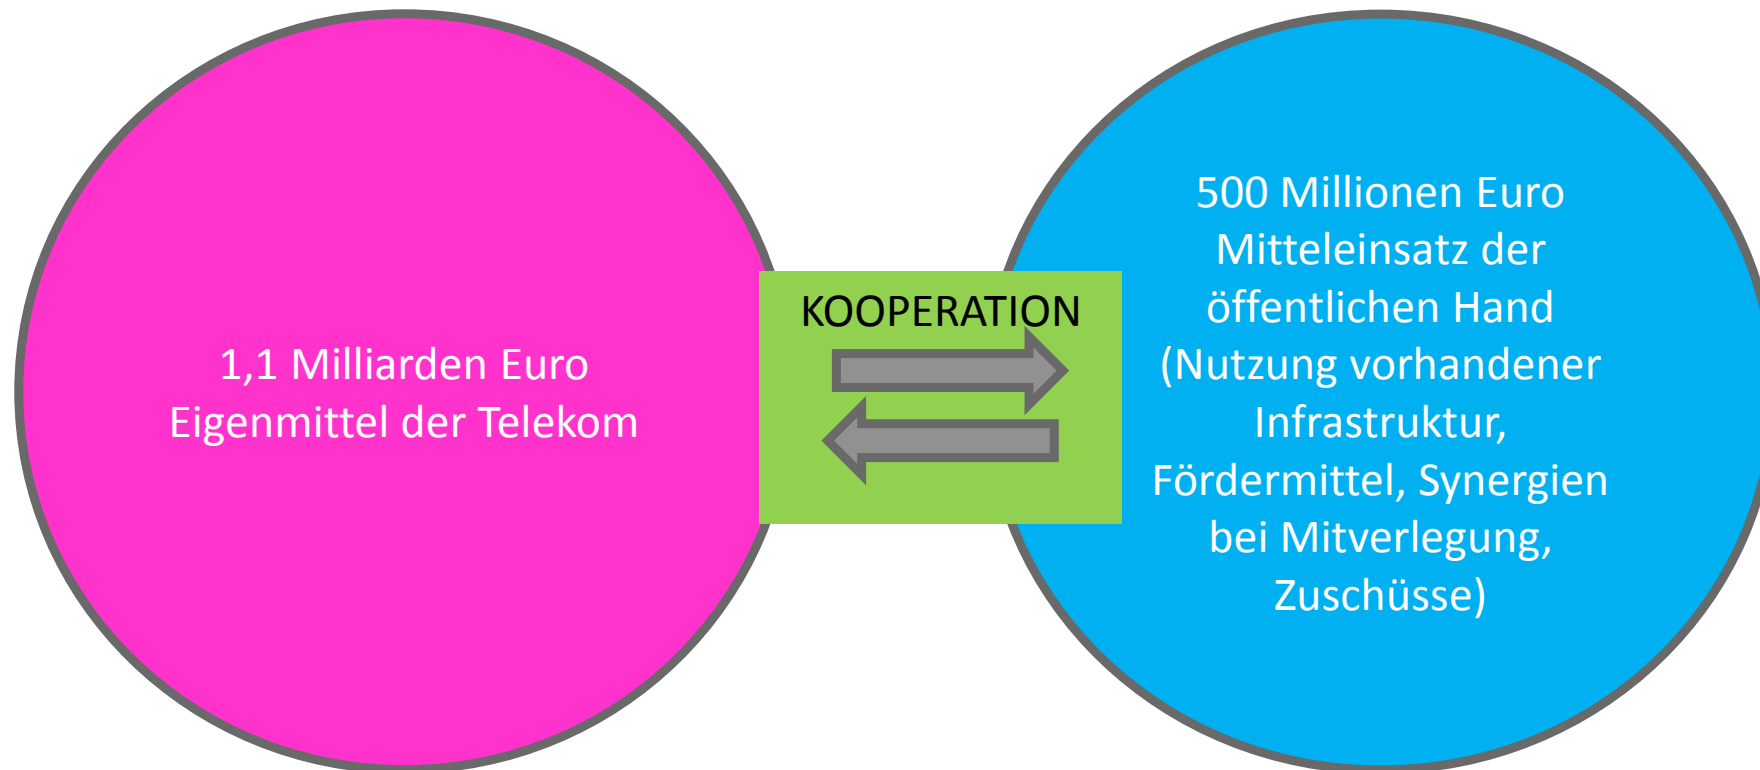 1,1 Milliarden Euro
Eigenmittel der Telekom
KOOPERATION
500 Millionen Euro
Mitteleinsatz der
öffentlichen Hand
(Nutzung vorhandener
Infrastruktur,
Fördermittel, Synergien
bei Mitverlegung,
Zuschüsse)